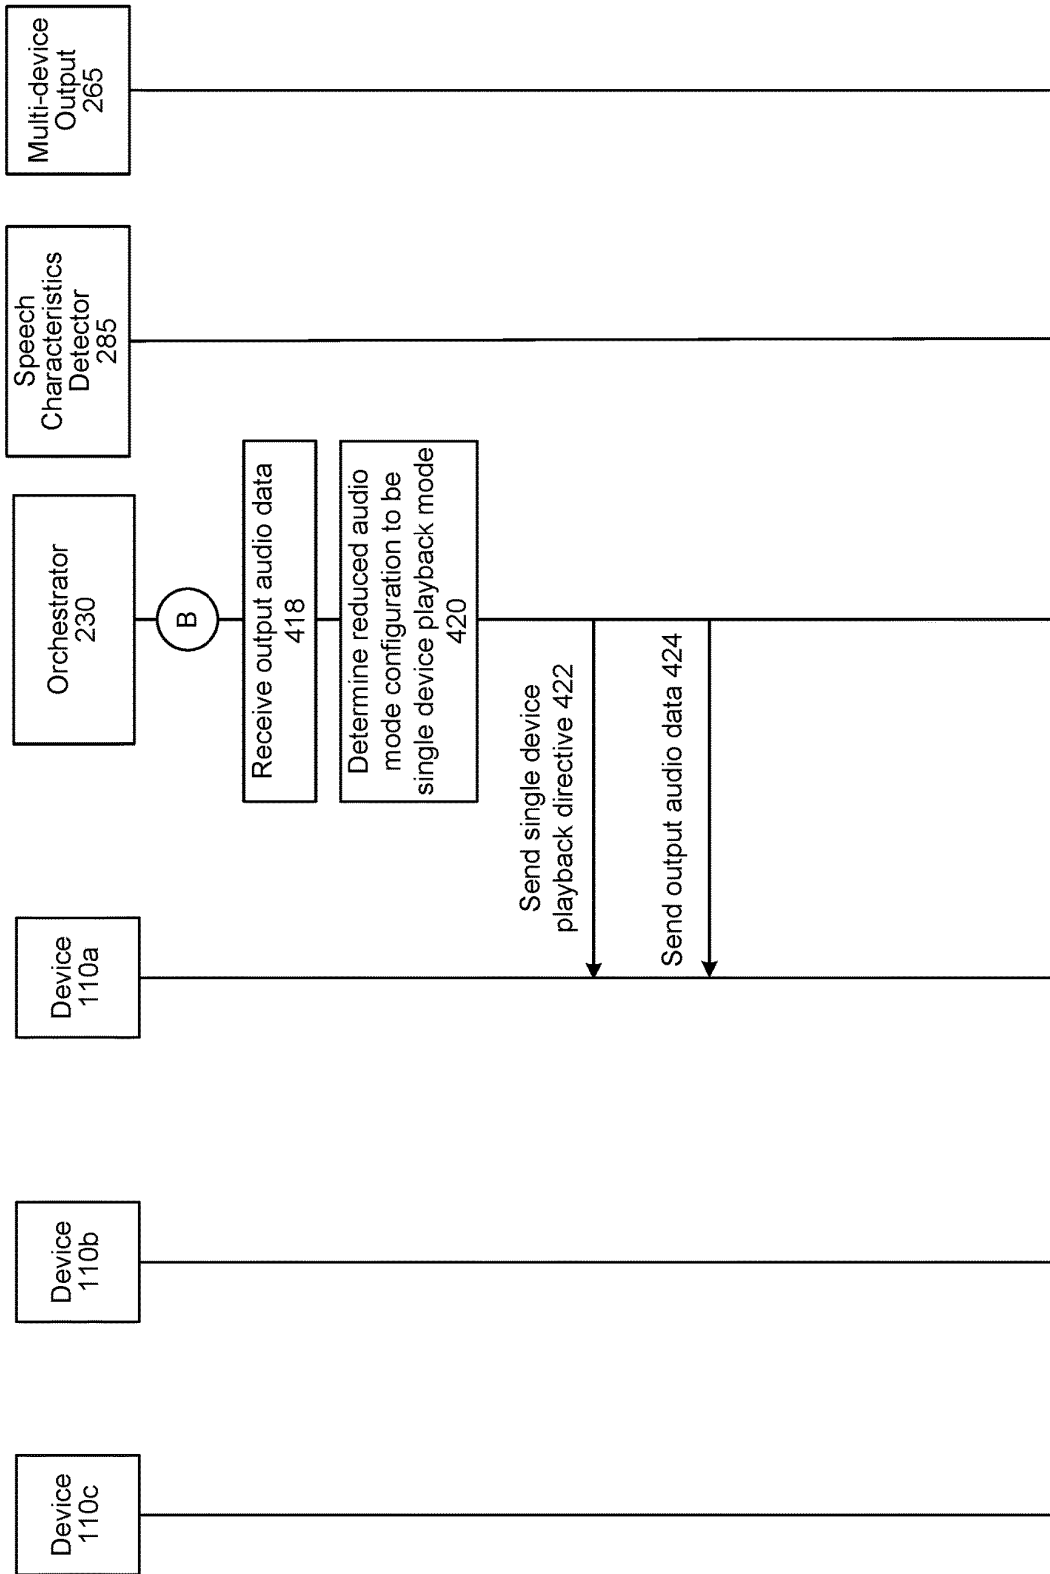 Device
110c
Device
110b
Device
110a
Orchestrator
230
Speech
Characteristics
Detector
285
Multi-device
Output
265
B
Receive output audio data
418
Determine reduced audio
mode configuration to be
single device playback mode
420
Send single device
playback directive 422
Send output audio data 424